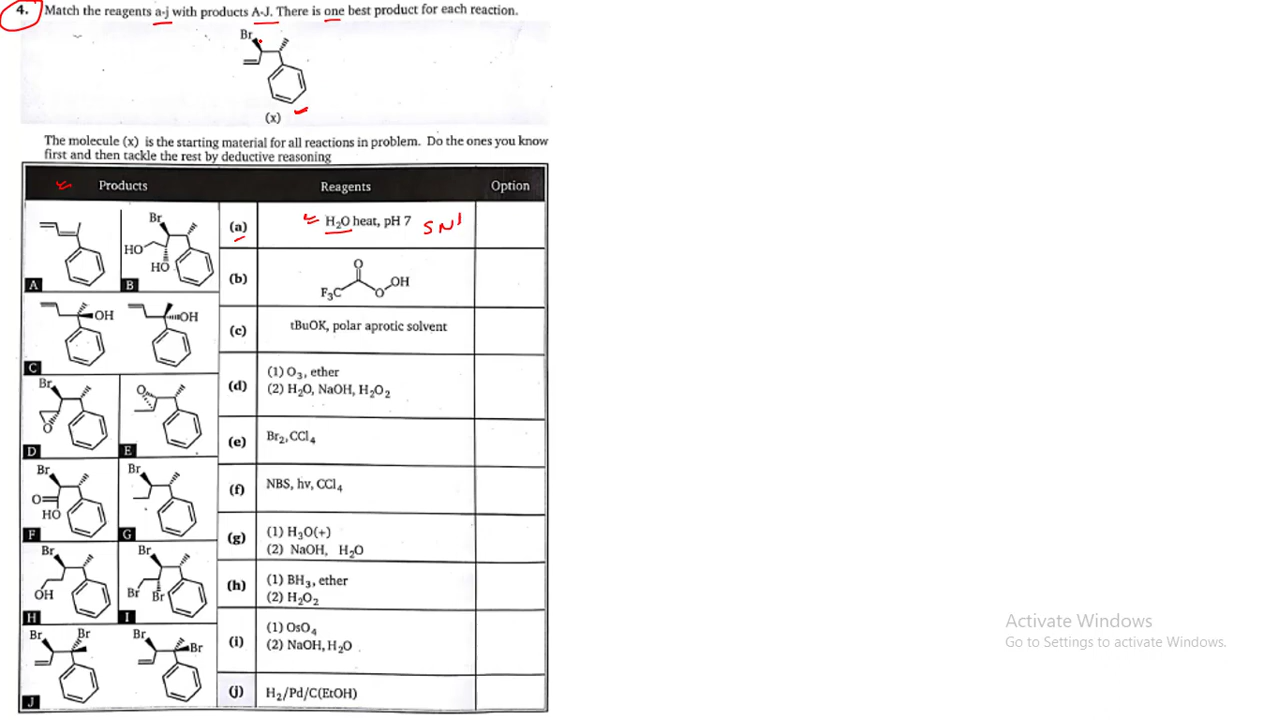 4. Match the reagents a-j with products A-J. There is one best product for each reaction.
Br
(x)
The molecule (x) is the starting material for all reactions in problem. Do the ones you know
first and then tackle the rest by deductive reasoning
Products Reagents Option
A
Br
HO
HO
B
(a) H₂O heat, pH 7 SN1
(b) O
F₃C O OH
OH
OH
C
(c) tBuOK, polar aprotic solvent
(d) (1) O₃, ether
(2) H₂O, NaOH, H₂O₂
Br
O
D
O
E
(e) Br₂, CCl₄
Br
O
HO
F
Br
G
(f) NBS, hv, CCl₄
(g) (1) H₃O(+)
(2) NaOH, H₂O
Br
OH
H
Br
Br Br
I
(h) (1) BH₃, ether
(2) H₂O₂
(i) (1) OsO₄
(2) NaOH, H₂O
Br Br
Br
Br
J
(j) H₂/Pd/C(EtOH)
Activate Windows
Go to Settings to activate Windows.